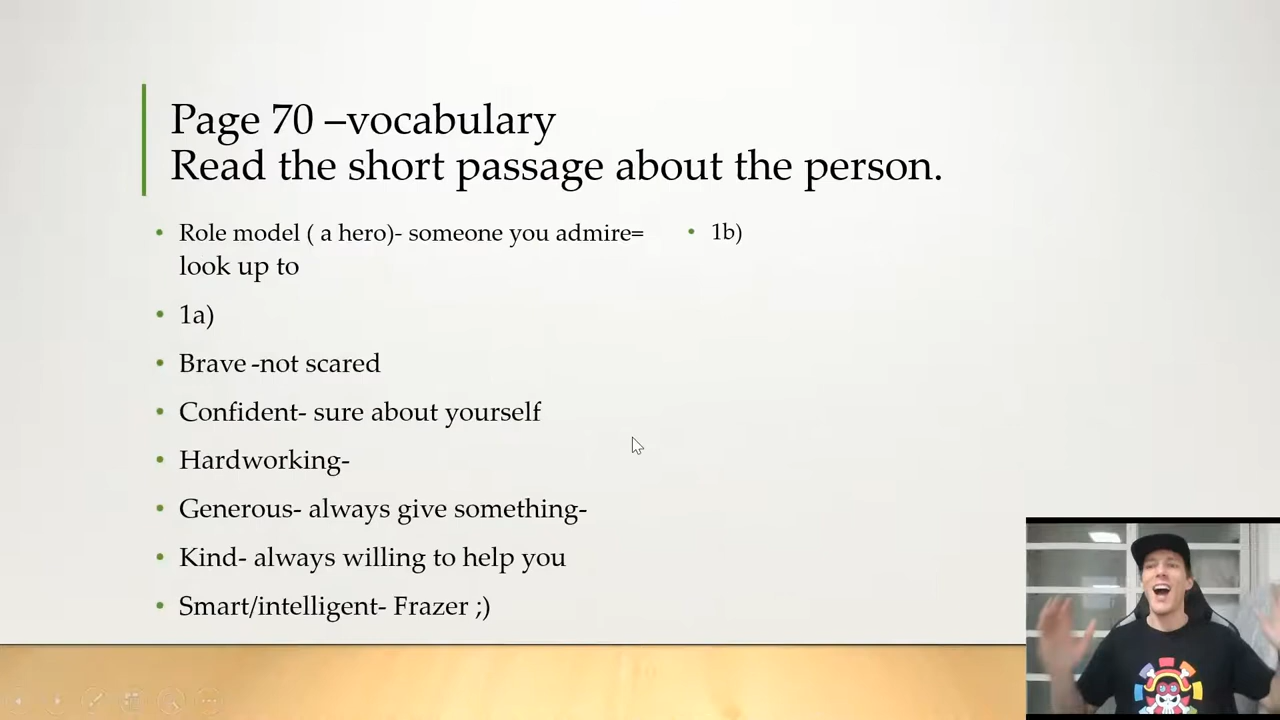 Page 70 –vocabulary
Read the short passage about the person.
• Role model ( a hero)- someone you admire=
look up to
• 1a)
• Brave -not scared
• Confident- sure about yourself
• Hardworking-
• Generous- always give something-
• Kind- always willing to help you
• Smart/intelligent- Frazer ;)
• 1b)